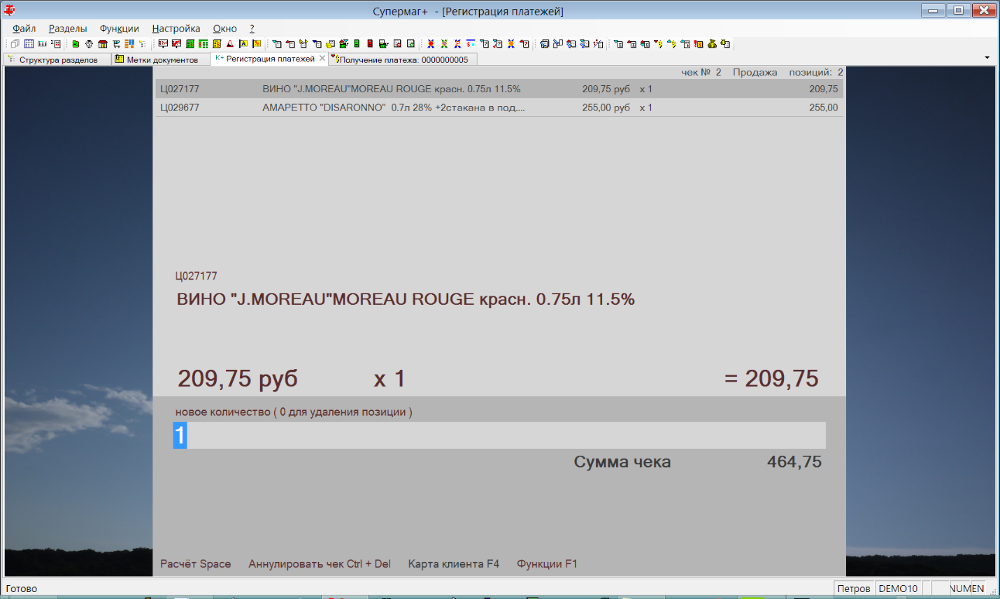 Супермаг+ - [Регистрация платежей]
Файл Разделы Функции Настройка Окно ?
Структура разделов Метки документов K+ Регистрация платежей Получение платежа: 0000000005
чек № 2 Продажа позиций: 2
Ц027177 ВИНО "J.MOREAU"MOREAU ROUGE красн. 0.75л 11.5% 209,75 руб x 1 209,75
Ц029677 АМАРЕТТО "DISARONNO" 0.7л 28% +2стакана в под.... 255,00 руб x 1 255,00
Ц027177
ВИНО "J.MOREAU"MOREAU ROUGE красн. 0.75л 11.5%
209,75 руб x 1 = 209,75
новое количество ( 0 для удаления позиции )
1
Сумма чека 464,75
Расчёт Space Аннулировать чек Ctrl + Del Карта клиента F4 Функции F1
Готово Петров DEMO10 NUMEN